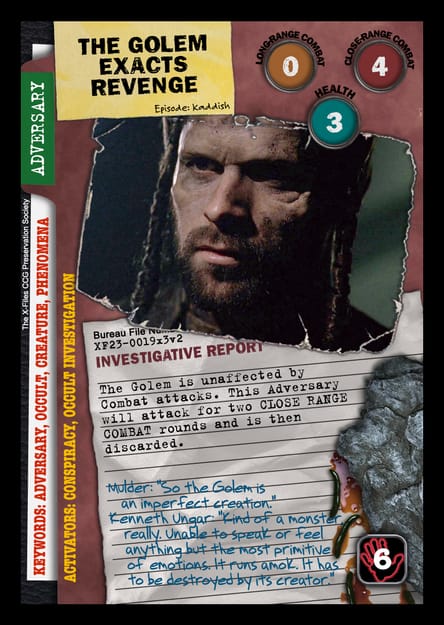 THE GOLEM
EXACTS
REVENGE
Episode: Kaddish
LONG-RANGE COMBAT
0
CLOSE-RANGE COMBAT
4
HEALTH
3
ADVERSARY
The X-Files CCG Preservation Society
KEYWORDS: ADVERSARY, OCCULT, CREATURE, PHENOMENA
ACTIVATORS: CONSPIRACY, OCCULT INVESTIGATION
Bureau File
XF23-0019x3v2
INVESTIGATIVE REPORT
The Golem is unaffected by
Combat attacks. This Adversary
will attack for two CLOSE RANGE
COMBAT rounds and is then
discarded.
Mulder: "So the Golem is
an imperfect creation."
Kenneth Ungar: "Kind of a monster
really. Unable to speak or feel
anything but the most primitive
of emotions. It runs amok. It has
to be destroyed by its creator."
6